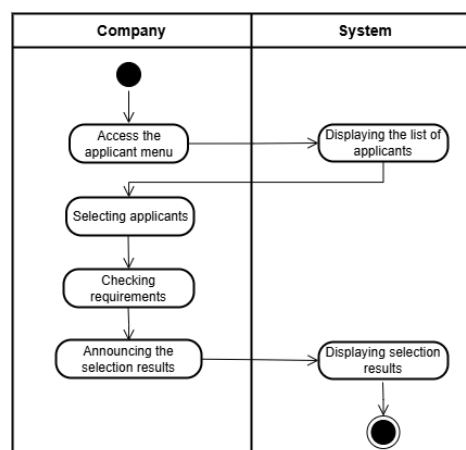 Company
System
Access the
applicant menu
Displaying the list of
applicants
Selecting applicants
Checking
requirements
Announcing the
selection results
Displaying selection
results